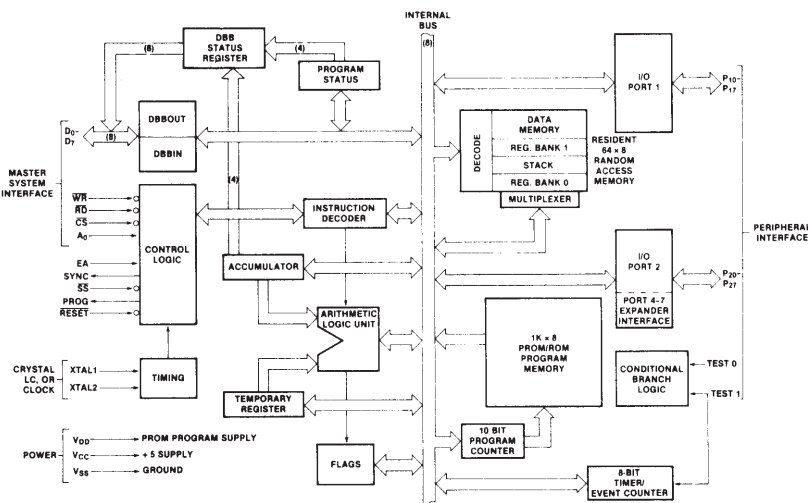 INTERNAL
BUS
(8)
DBB
STATUS
REGISTER
(8)
(4)
PROGRAM
STATUS
I/O
PORT 1
P10-
P17
DBBOUT
DBBIN
D0-
D7
(8)
DECODE
DATA
MEMORY
REG. BANK 1
STACK
REG. BANK 0
MULTIPLEXER
RESIDENT
64 × 8
RANDOM
ACCESS
MEMORY
MASTER
SYSTEM
INTERFACE
WR
RD
CS
A0
(4)
CONTROL
LOGIC
INSTRUCTION
DECODER
PERIPHERAL
INTERFACE
EA
SYNC
SS
PROG
RESET
ACCUMULATOR
I/O
PORT 2
PORT 4-7
EXPANDER
INTERFACE
P20-
P27
ARITHMETIC
LOGIC UNIT
1K × 8
PROM/ROM
PROGRAM
MEMORY
CRYSTAL
LC, OR
CLOCK
XTAL1
XTAL2
TIMING
CONDITIONAL
BRANCH
LOGIC
TEST 0
TEST 1
TEMPORARY
REGISTER
10 BIT
PROGRAM
COUNTER
POWER
VDD PROM PROGRAM SUPPLY
VCC + 5 SUPPLY
VSS GROUND
FLAGS
8-BIT
TIMER/
EVENT COUNTER